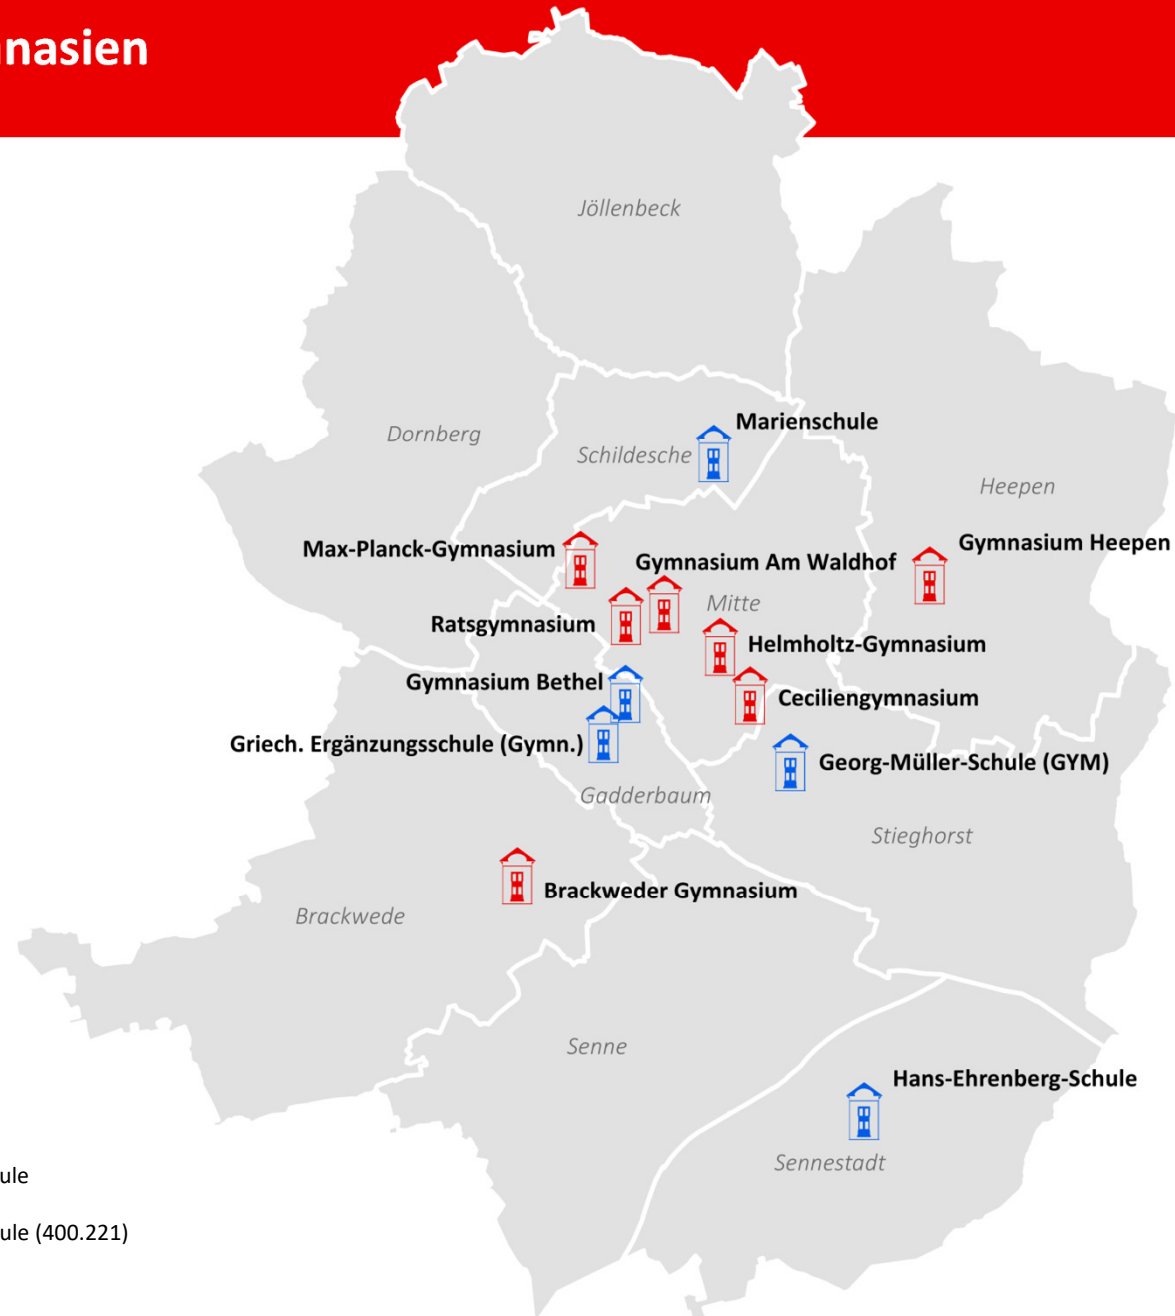 nasien
Jöllenbeck
Marienschule
Dornberg
Schildesche
Heepen
Gymnasium Heepen
Max-Planck-Gymnasium
Gymnasium Am Waldhof
Mitte
Ratsgymnasium
Helmholtz-Gymnasium
Gymnasium Bethel
Ceciliengymnasium
Griech. Ergänzungsschule (Gymn.)
Georg-Müller-Schule (GYM)
Gadderbaum
Stieghorst
Brackweder Gymnasium
Brackwede
Senne
Hans-Ehrenberg-Schule
Sennestadt
ule
ule (400.221)